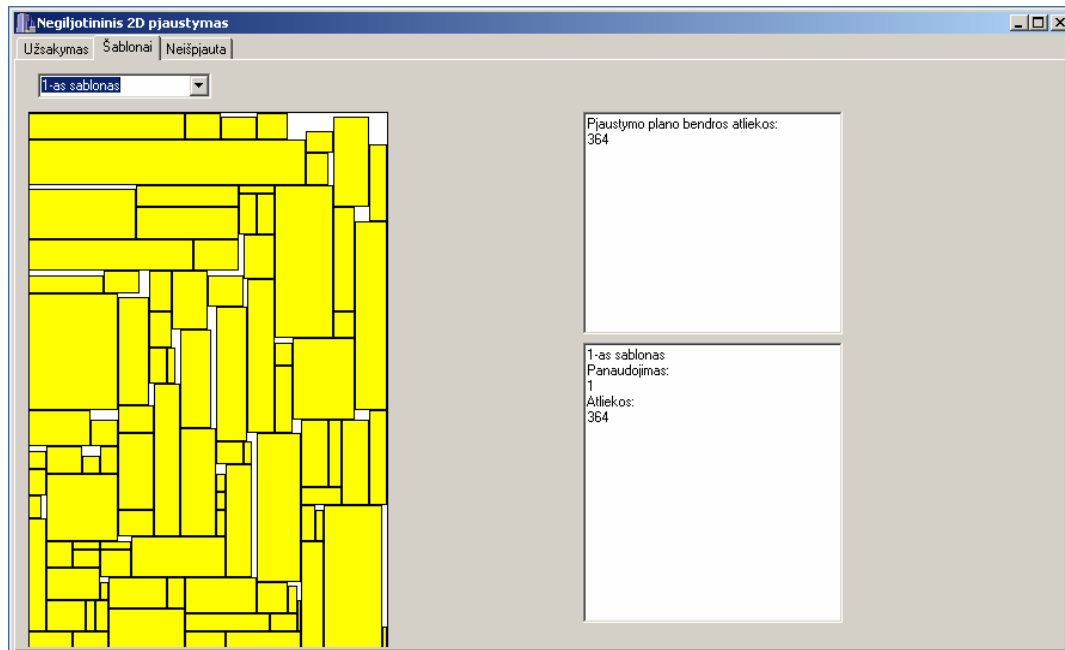 Negiljotininis 2D pjaustymas
Užsakymas Šablonai Neišpjauta
1-as sablonas
Pjaustymo plano bendros atliekos:
364
1-as sablonas
Panaudojimas:
1
Atliekos:
364